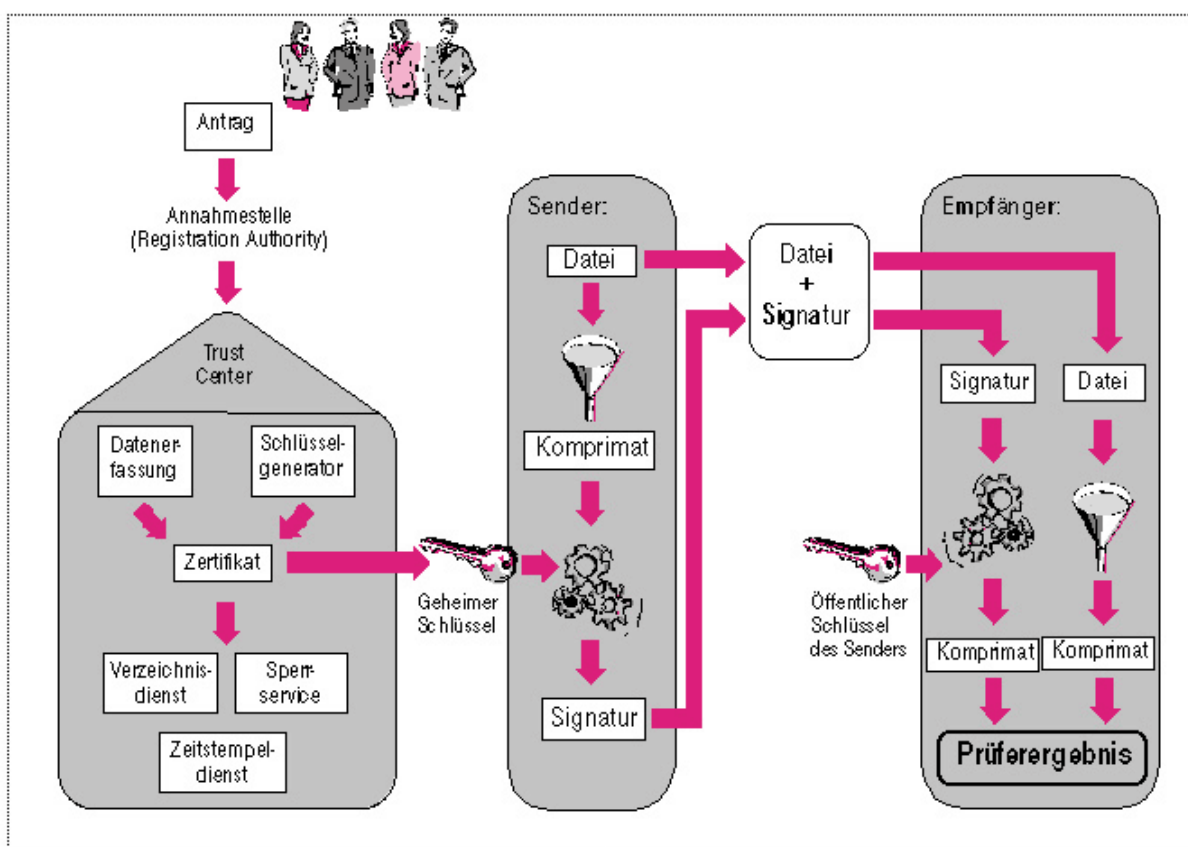 Antrag
Annahmestelle
(Registration Authority)
Trust
Center
Datener-
fassung
Schlüssel-
generator
Zertifikat
Verzeichnis-
dienst
Sperr-
service
Zeitstempel-
dienst
Geheimer
Schlüssel
Sender:
Datei
Komprimat
Signatur
Datei
+
Signatur
Empfänger:
Signatur
Datei
Öffentlicher
Schlüssel
des Senders
Komprimat
Komprimat
Prüferergebnis